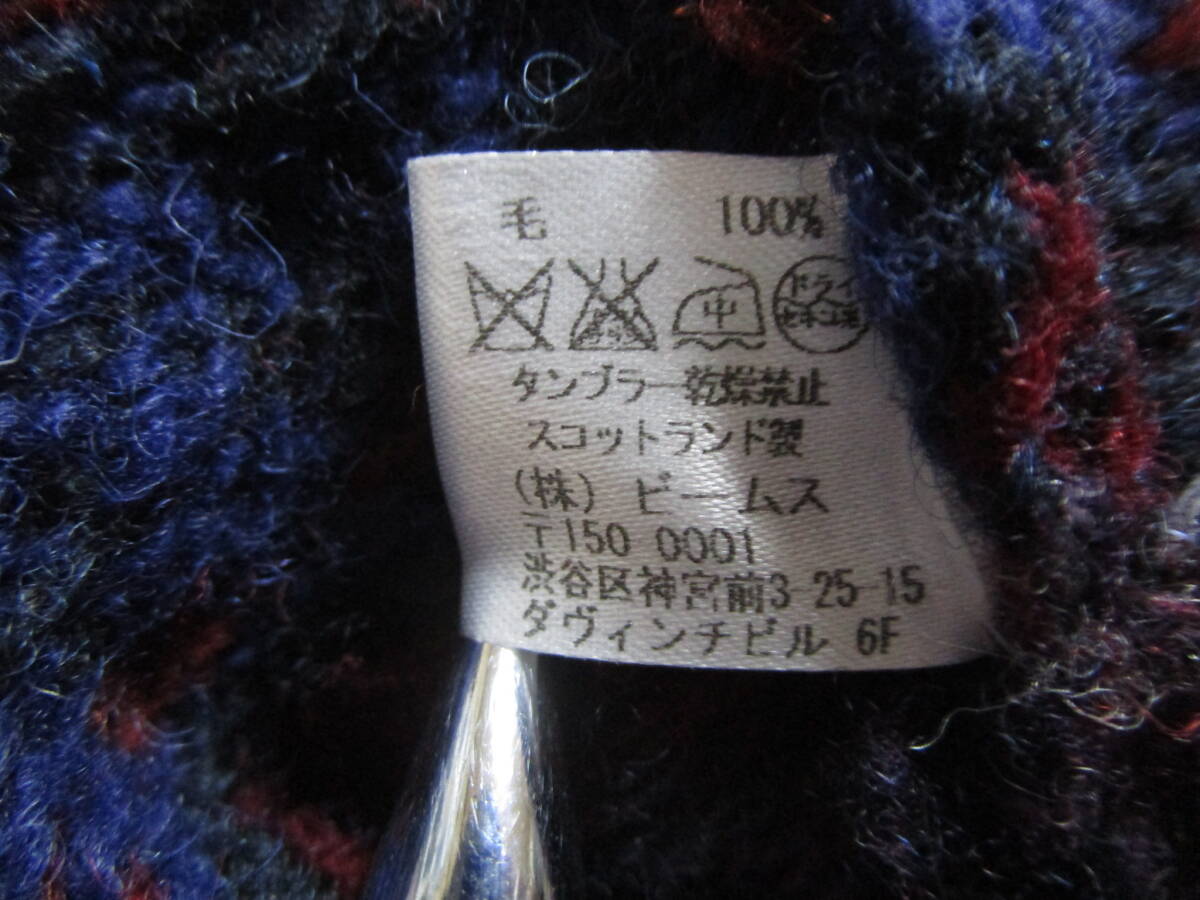 毛 100%
中 ドライ
タンブラー乾燥禁止
スコットランド製
(株) ビームス
〒150 0001
渋谷区神宮前3-25-15
ダヴィンチビル 6F